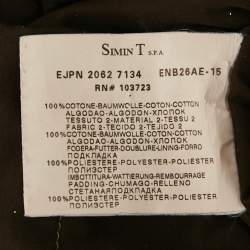 SIMIN T S.P.A.
EJPN 2062 7134 ENB26AE-15
RN# 103723
100%COTONE-BAUMWOLLE-COTON-COTTON
ALGODAO-ALGODON-ХЛОПОК
TESSUTO 2-MATERIAL 2-TISSU 2
FABRIC 2-TECIDO 2-TEJIDO 2
100%COTONE-BAUMWOLLE-COTON-COTTON
ALGODAO-ALGODON-ХЛОПОК
FODERA-FUTTER-DOUBLURE-LINING-FORRO
ПОДКЛАДКА
100%POLIESTERE-POLYESTER-POLIESTER
ПОЛИЭСТЕР
IMBOTTITURA-WATTIERUNG-REMBOURRAGE
PADDING-CHUMAGO-RELLENO
СТЕГАНАЯ ПОДКЛАДКА
100%POLIESTERE-POLYESTER-POLIESTER
ПОЛИЭСТЕР